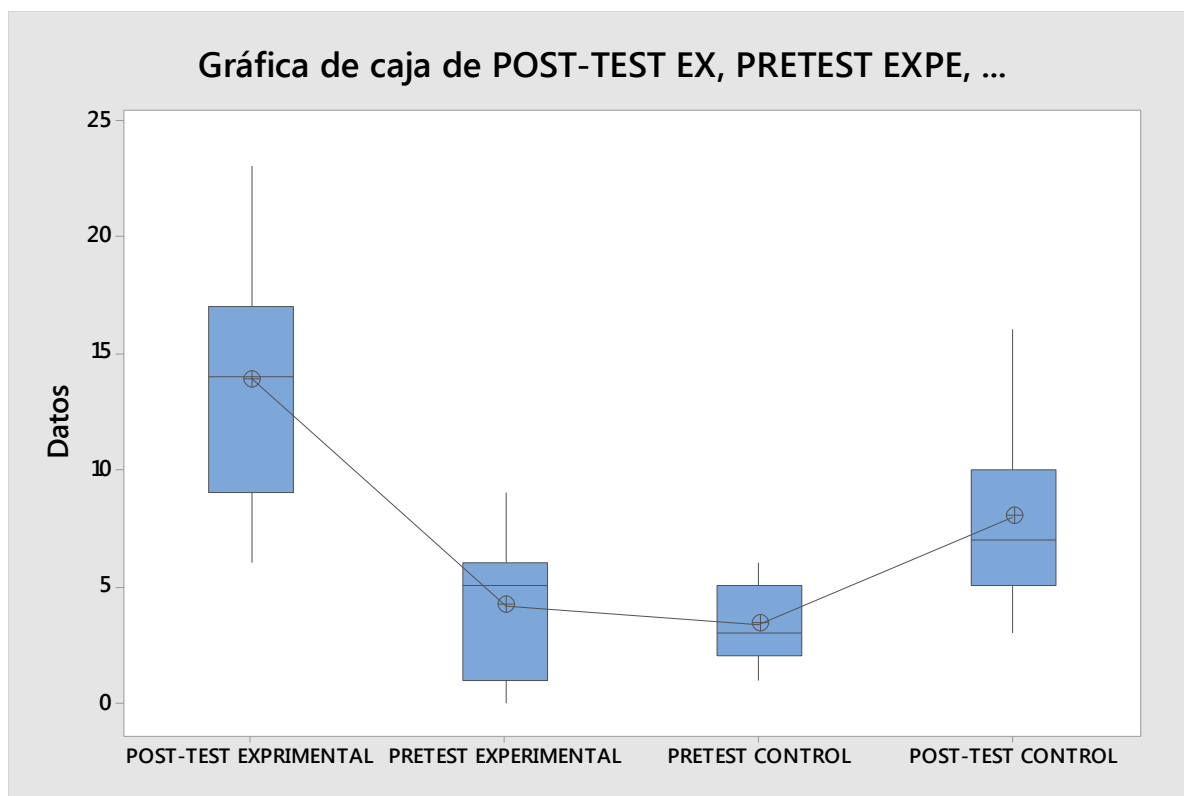 Gráfica de caja de POST-TEST EX, PRETEST EXPE, ...
25
20
15
10
5
0
Datos
POST-TEST EXPRIMENTAL PRETEST EXPERIMENTAL PRETEST CONTROL POST-TEST CONTROL